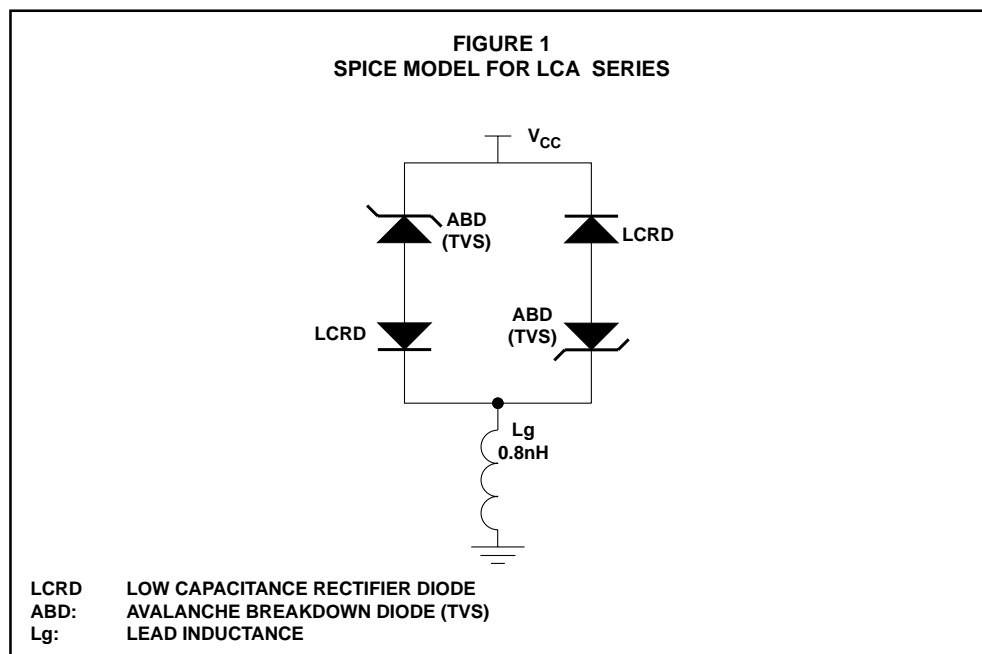 FIGURE 1
SPICE MODEL FOR LCA SERIES
VCC
ABD
(TVS)
LCRD
LCRD
ABD
(TVS)
Lg
0.8nH
LCRD LOW CAPACITANCE RECTIFIER DIODE
ABD: AVALANCHE BREAKDOWN DIODE (TVS)
Lg: LEAD INDUCTANCE